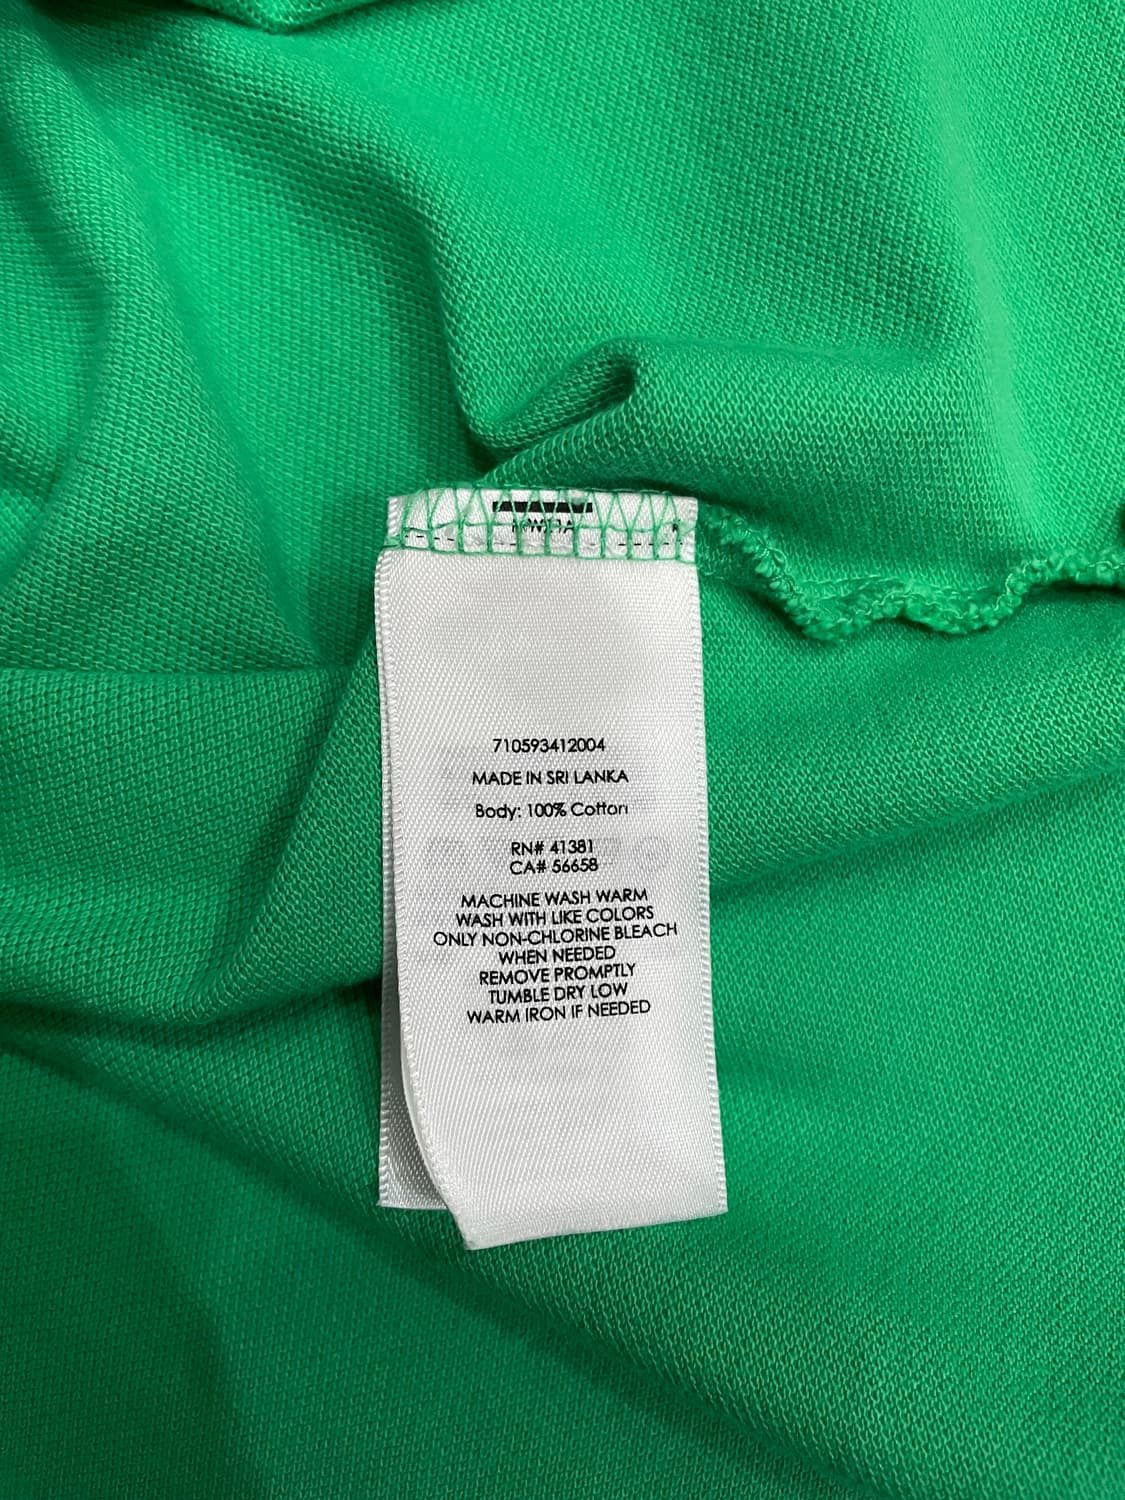 710593412004
MADE IN SRI LANKA
Body: 100% Cotton
RN# 41381
CA# 56658
MACHINE WASH WARM
WASH WITH LIKE COLORS
ONLY NON-CHLORINE BLEACH
WHEN NEEDED
REMOVE PROMPTLY
TUMBLE DRY LOW
WARM IRON IF NEEDED